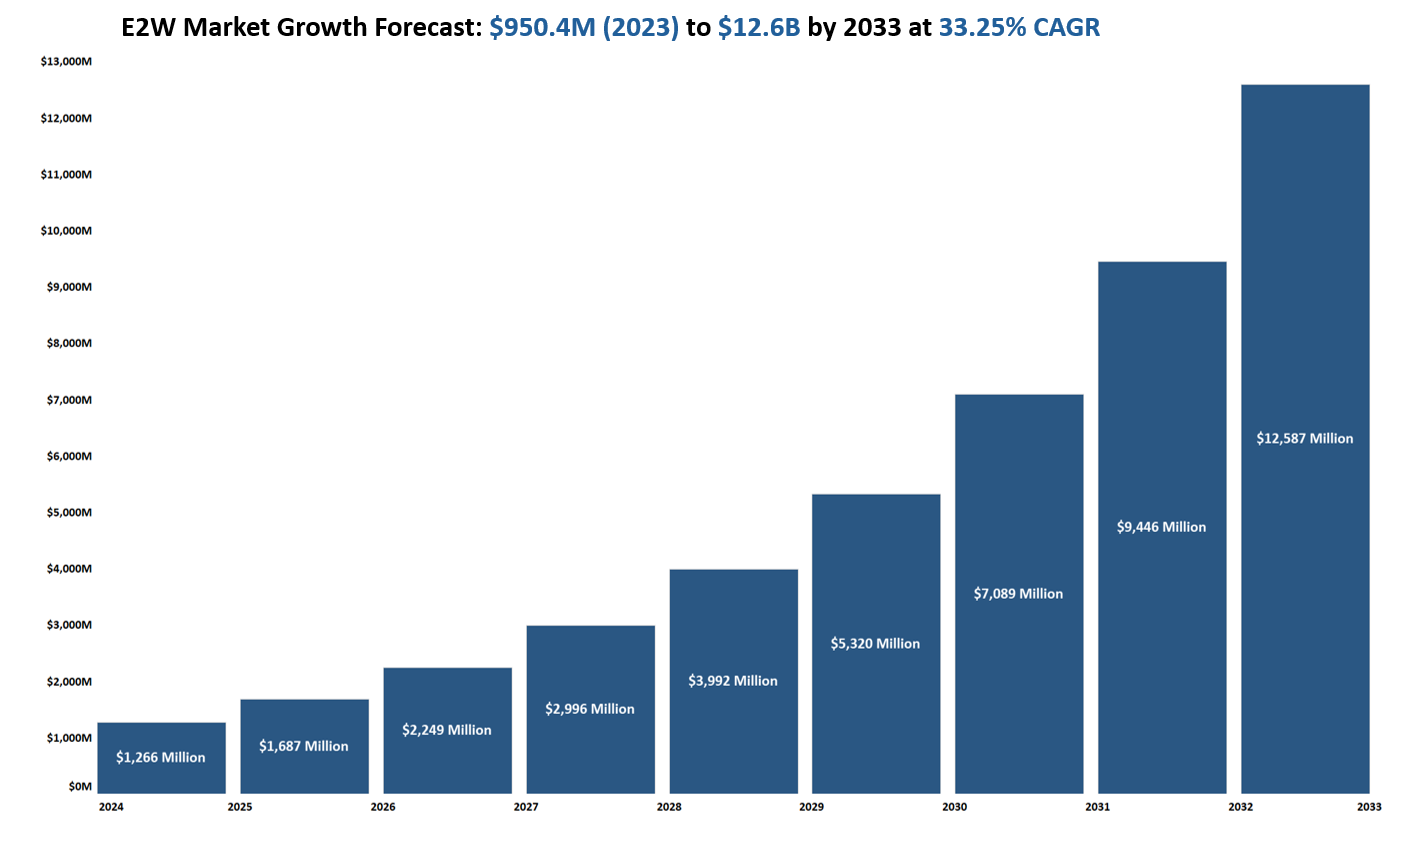 E2W Market Growth Forecast: $950.4M (2023) to $12.6B by 2033 at 33.25% CAGR
$13,000M
$12,000M
$11,000M
$10,000M
$9,000M
$8,000M
$7,000M
$6,000M
$5,000M
$4,000M
$3,000M
$2,000M
$1,000M
$0M
$1,266 Million
$1,687 Million
$2,249 Million
$2,996 Million
$3,992 Million
$5,320 Million
$7,089 Million
$9,446 Million
$12,587 Million
2024 2025 2026 2027 2028 2029 2030 2031 2032 2033